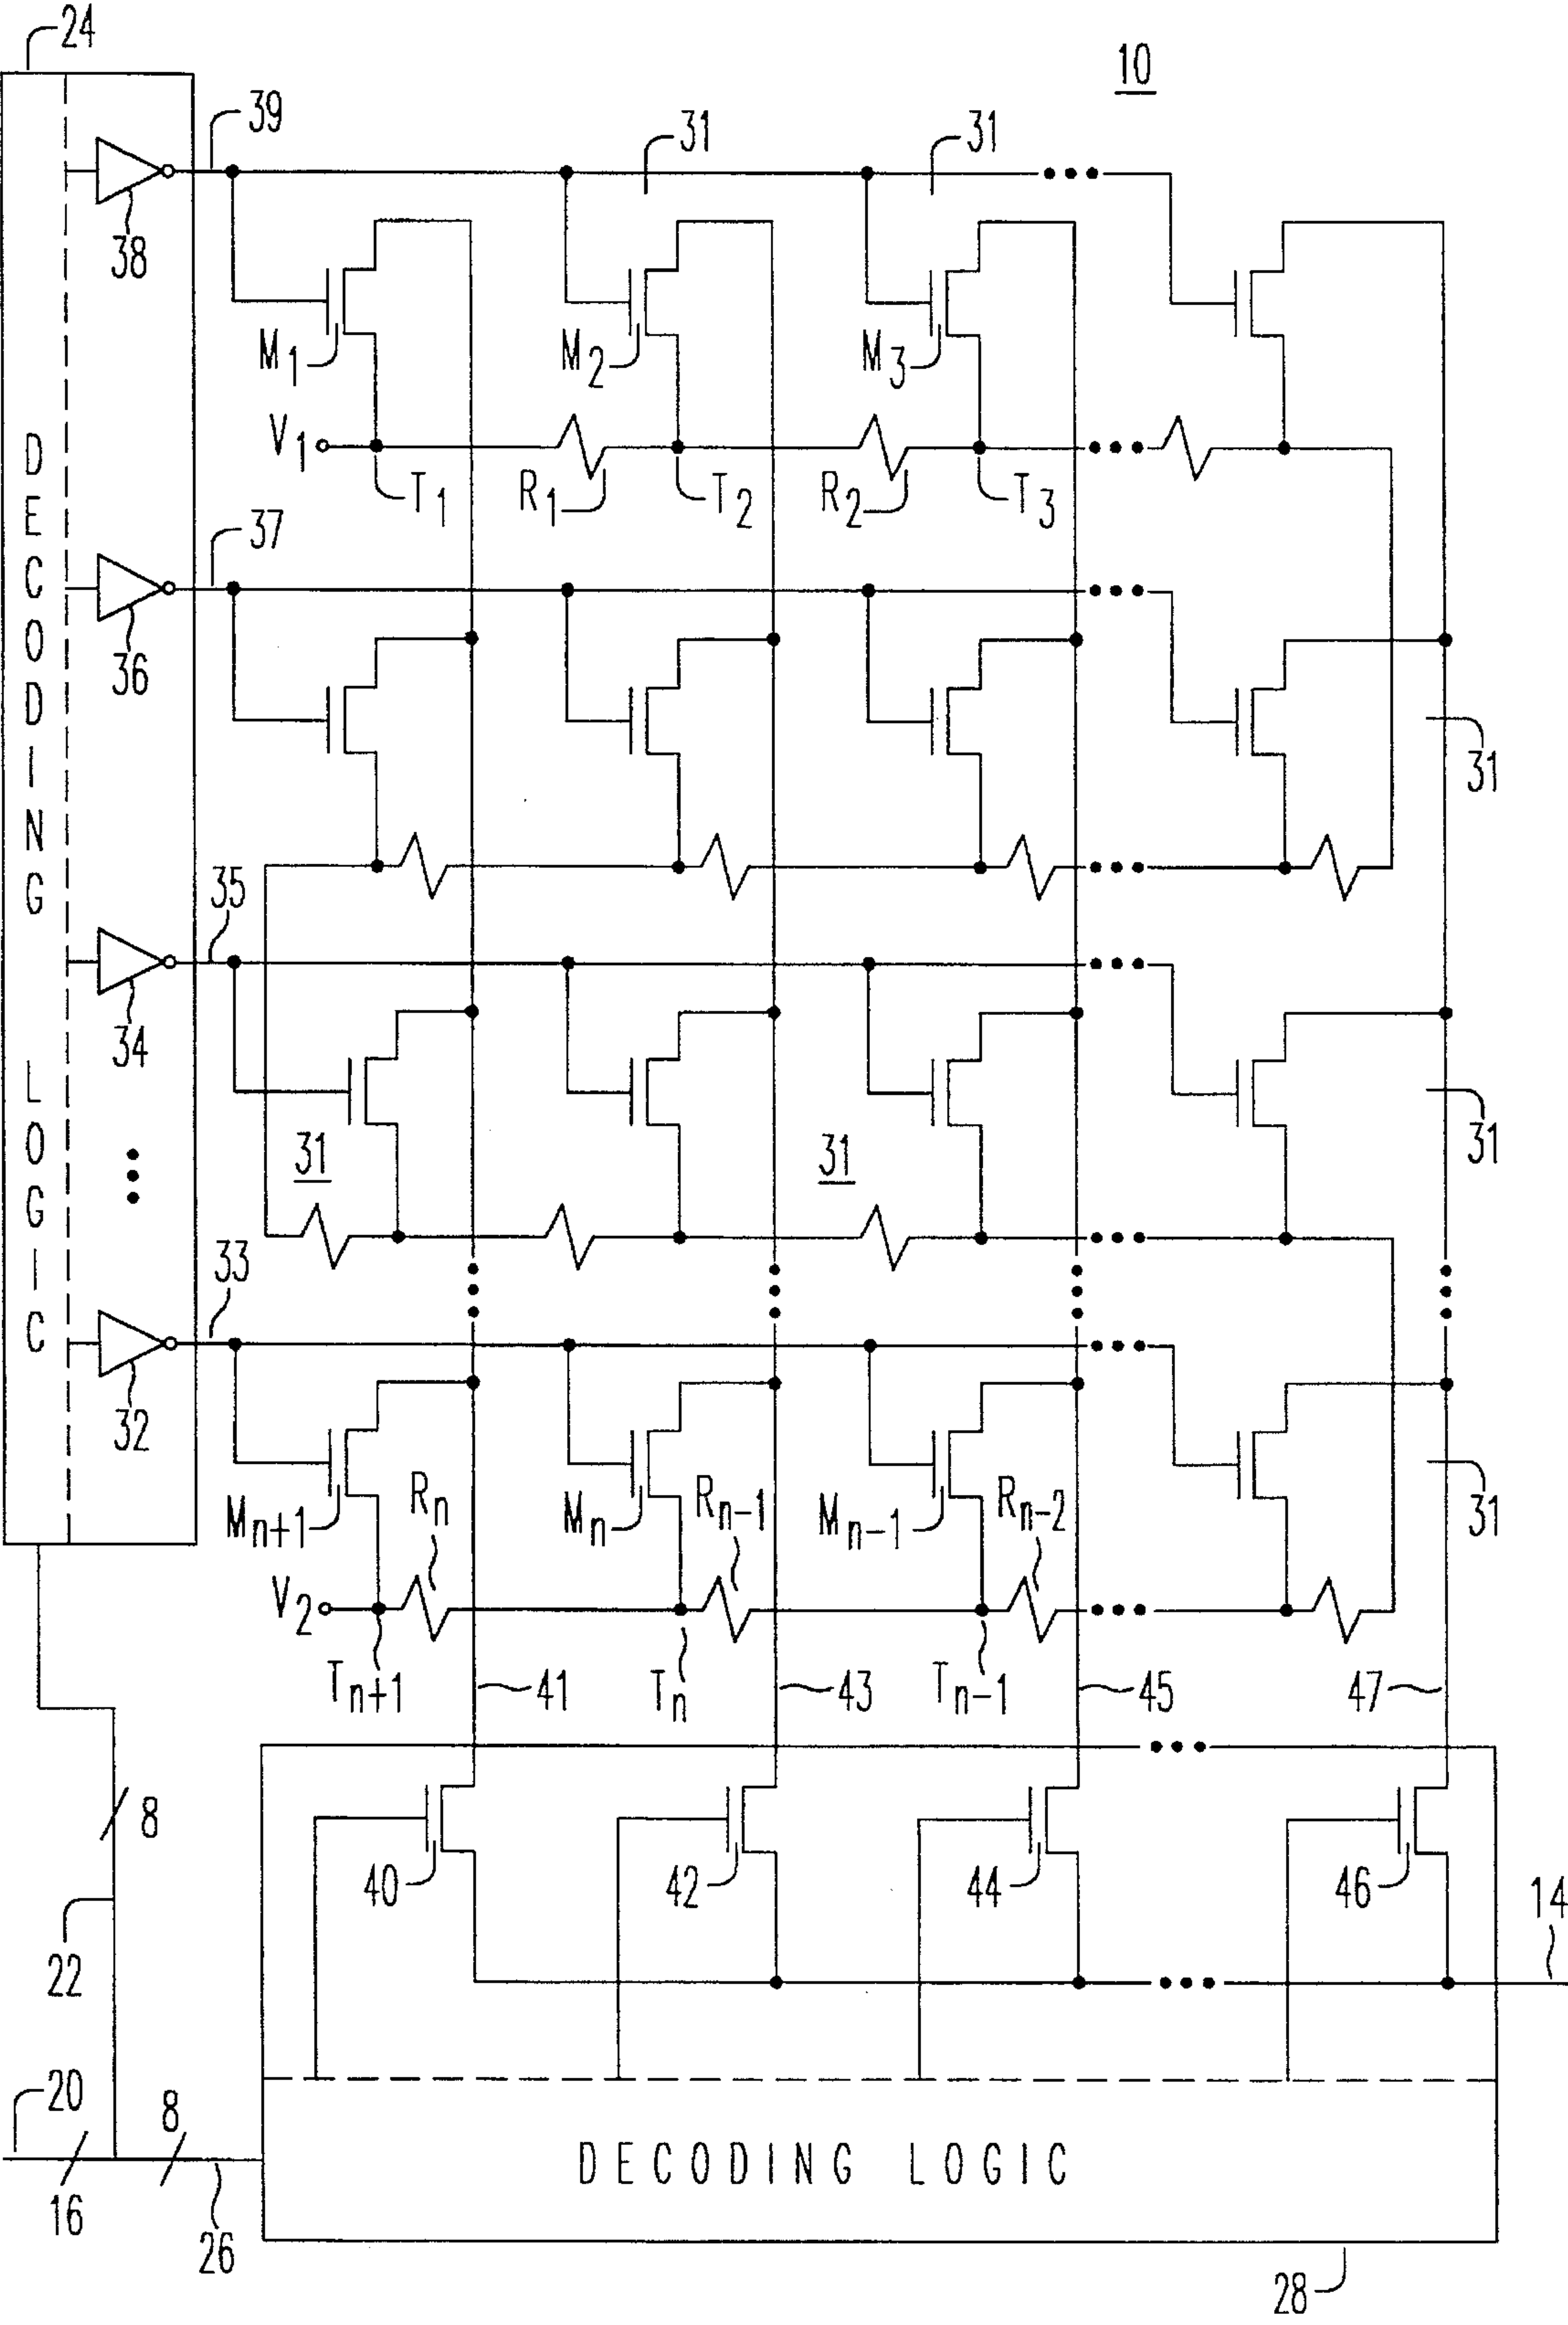 24
10
39
31
31
38
M1
M2
M3
V1
T1
R1
T2
R2
T3
DECODING LOGIC
37
36
31
35
34
31
31
31
33
32
Mn+1
Rn
Mn
Rn-1
Mn-1
Rn-2
31
V2
Tn+1
41
Tn
43
Tn-1
45
47
8
40
42
44
46
14
22
20
8
16
26
DECODING LOGIC
28